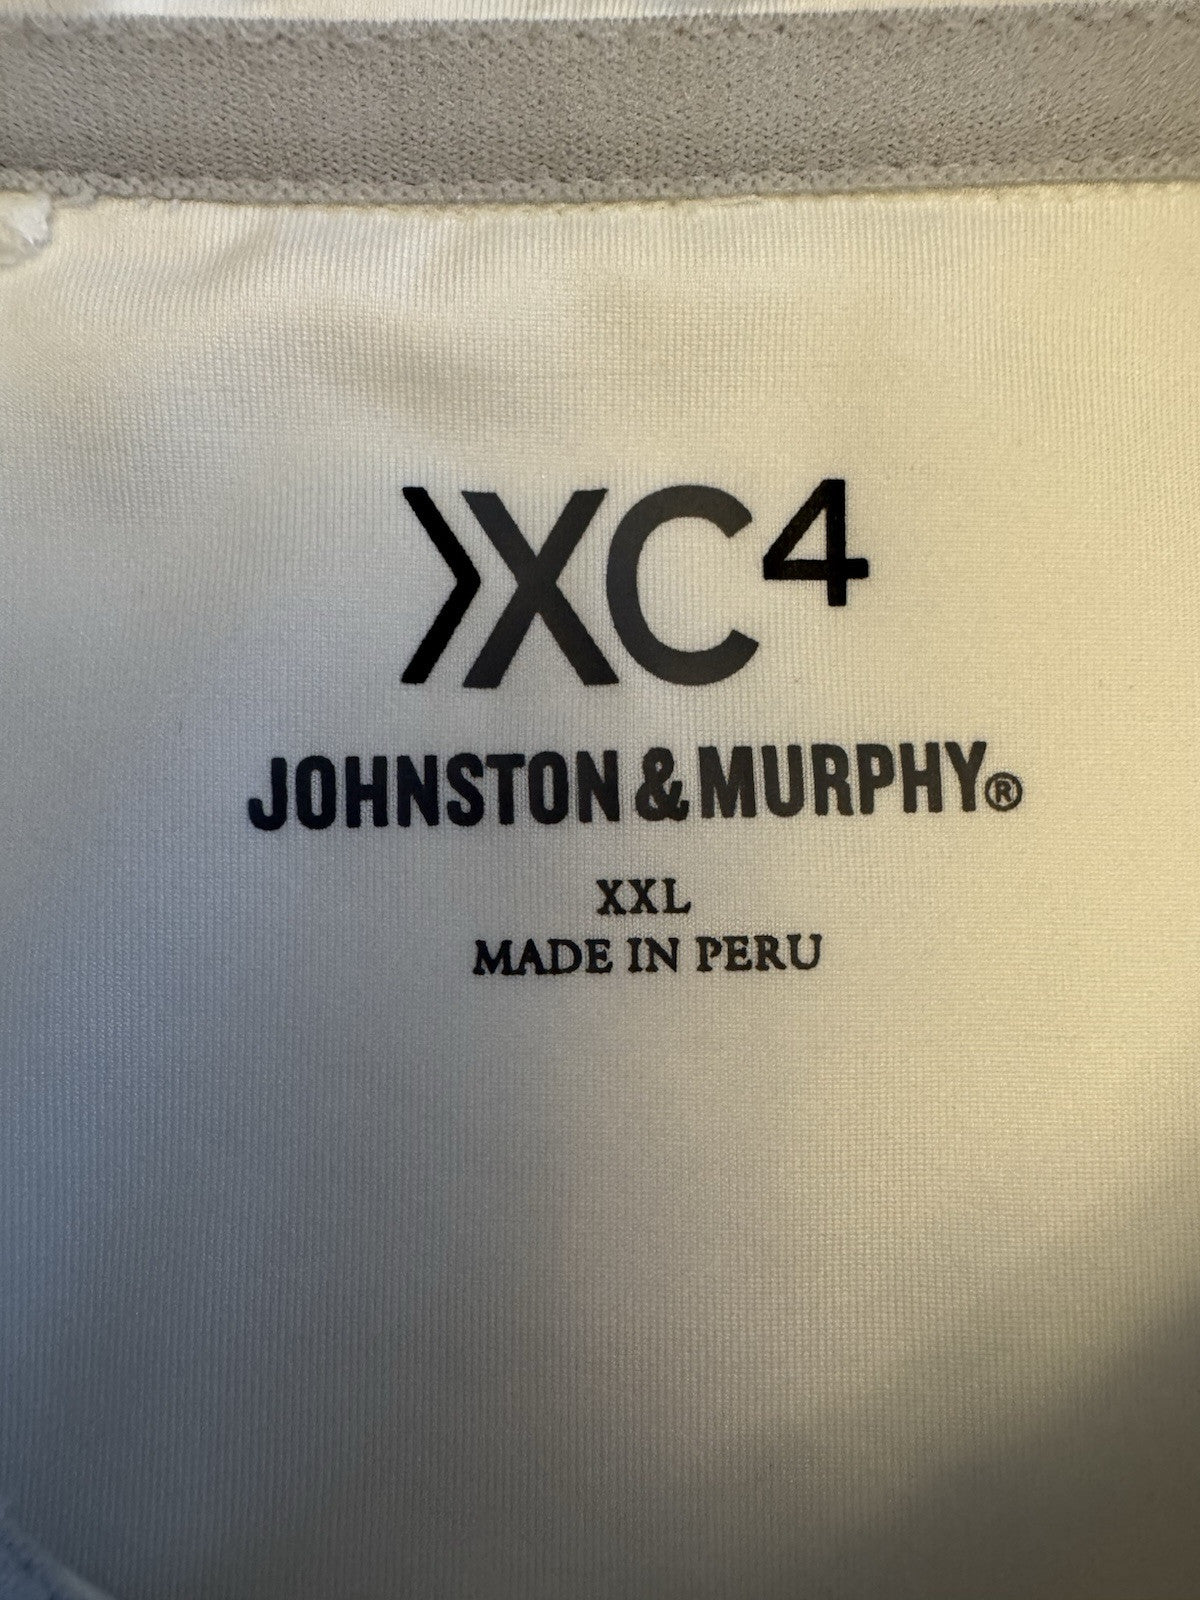 XC4
JOHNSTON & MURPHY®
XXL
MADE IN PERU